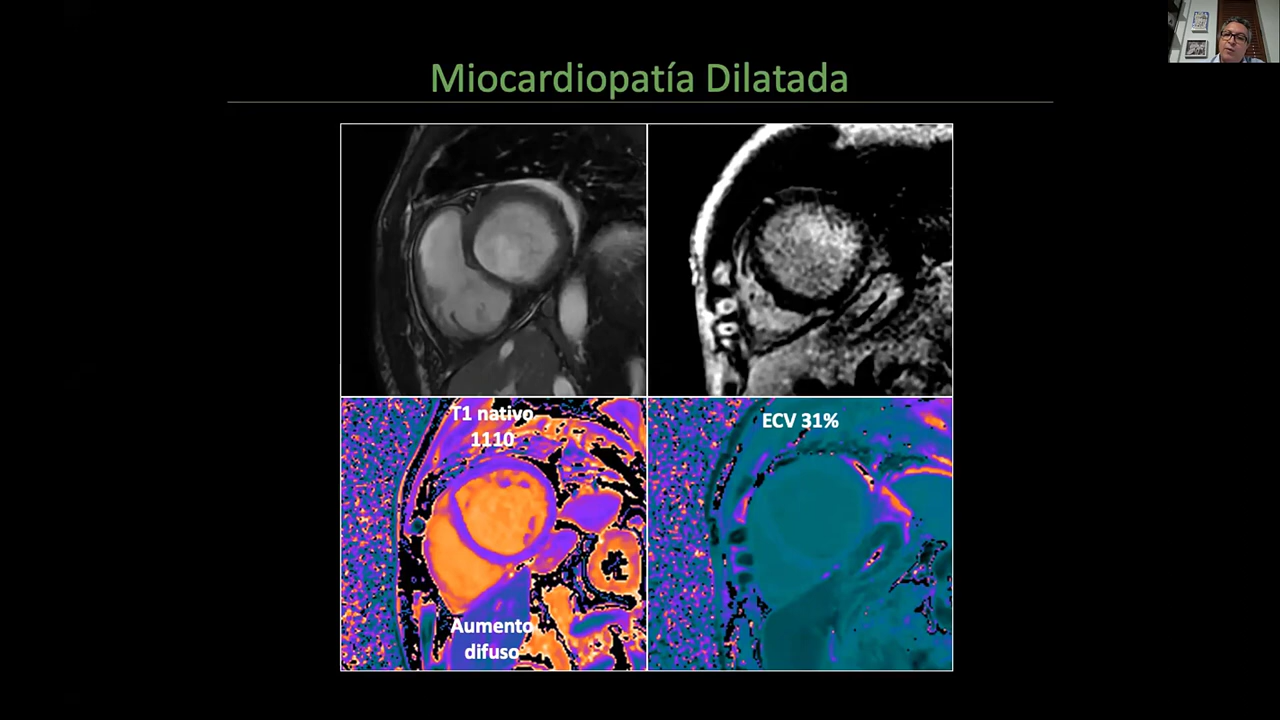 Miocardiopatía Dilatada
T1 nativo
1110
ECV 31%
Aumento
difuso